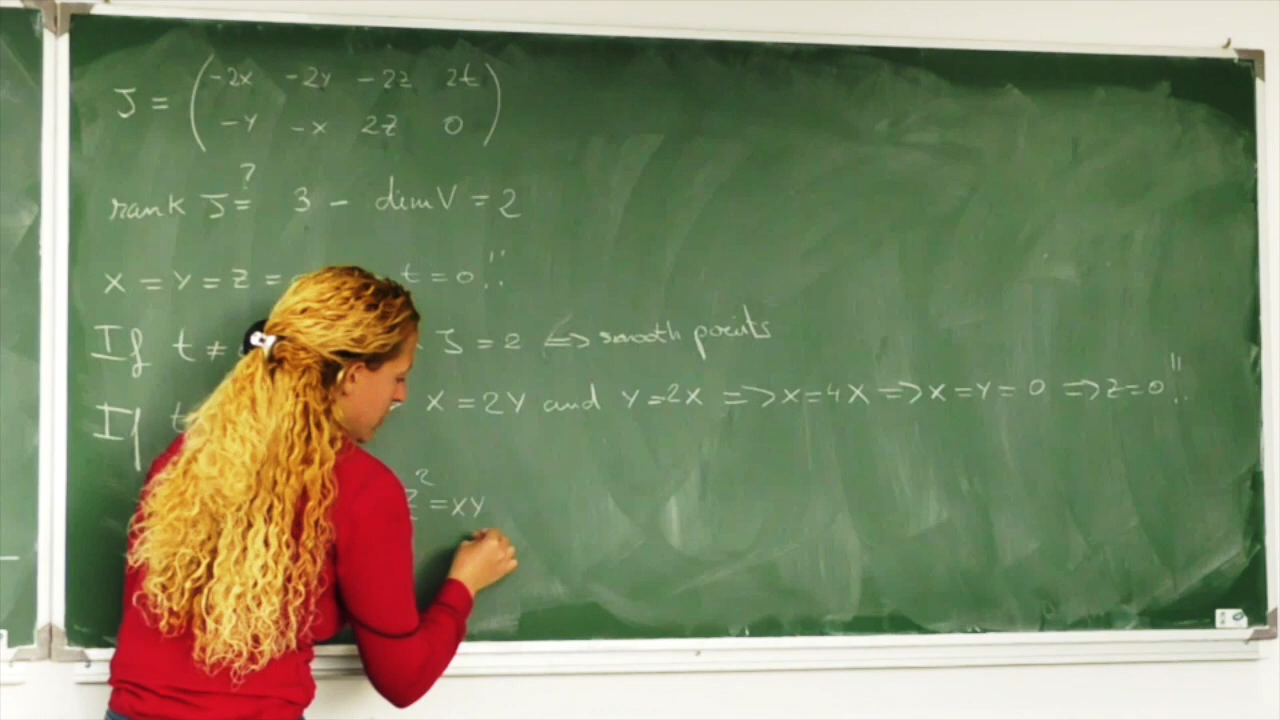 J = ( -2x -2y -2z 2t
-y -x 2z 0 )
rank J ?= 3 - dim V = 2
x = y = z = t = 0 !!
If t ≠ J = 2 <=> smooth points
If t x = 2y and y = 2x => x = 4x => x = y = 0 => z = 0 !!
z² = xy